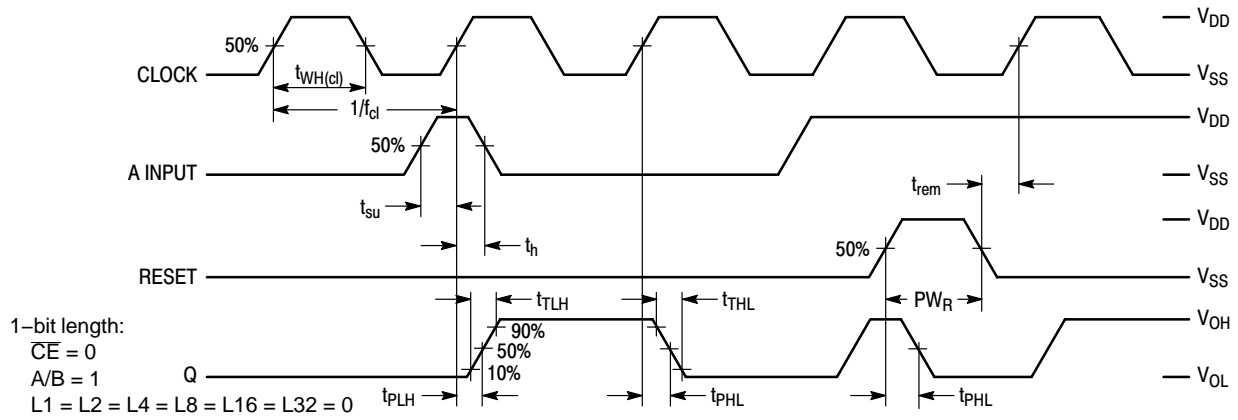 V_DD
50%
CLOCK
t_WH(cl)
V_SS
1/f_cl
V_DD
50%
A INPUT
V_SS
t_rem
t_su
V_DD
50%
t_h
RESET
V_SS
t_TLH
t_THL
PW_R
1–bit length:
90%
V_OH
C̅E̅ = 0
50%
A/B = 1
Q
10%
V_OL
t_PLH
t_PHL
t_PHL
L1 = L2 = L4 = L8 = L16 = L32 = 0